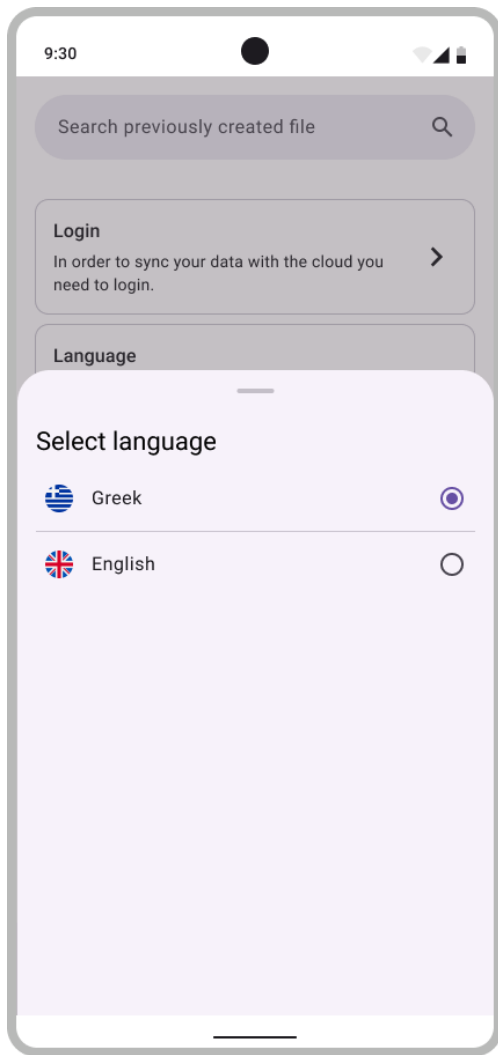 9:30
Search previously created file
Login
In order to sync your data with the cloud you
need to login.
Language
Select language
Greek
English